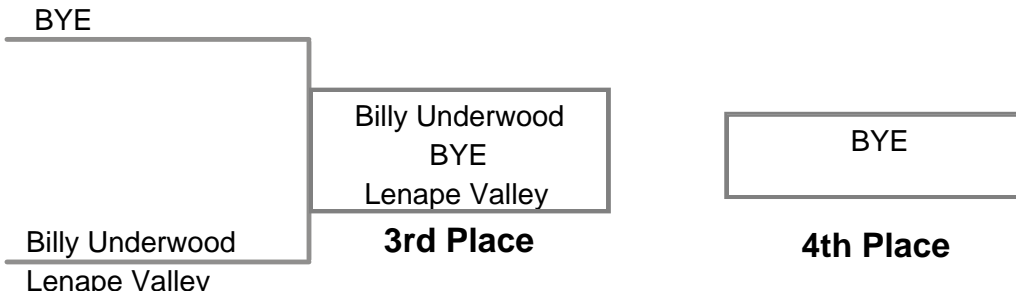 BYE
Billy Underwood
BYE
Lenape Valley
3rd Place
BYE
4th Place
Billy Underwood
Lenape Valley